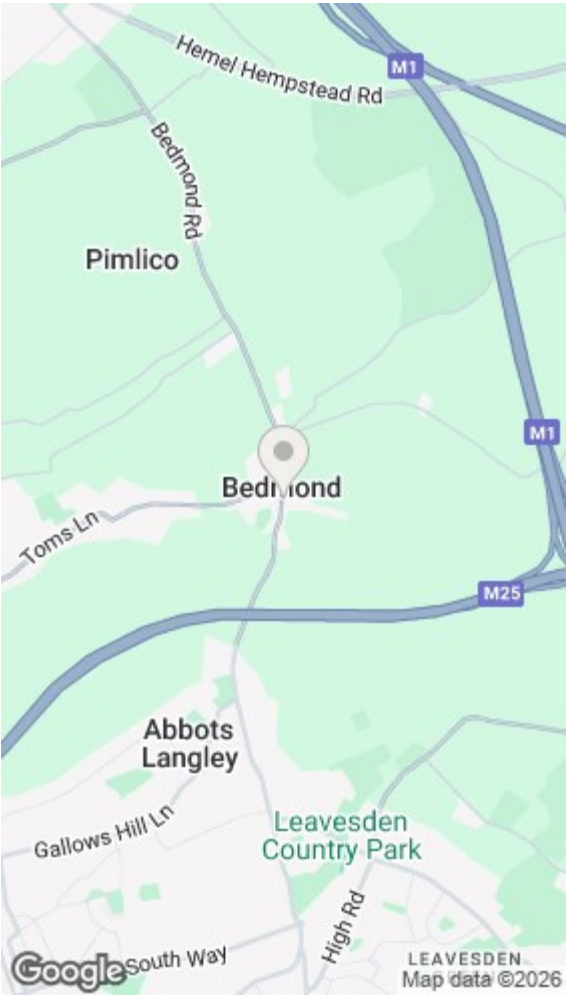 M1
Hemel Hempstead Rd
Bedmond Rd
Pimlico
M1
Bedmond
Toms Ln
M25
Abbots
Langley
Leavesden
Country Park
Gallows Hill Ln
High Rd
South Way
LEAVESDEN
Google
Map data ©2026